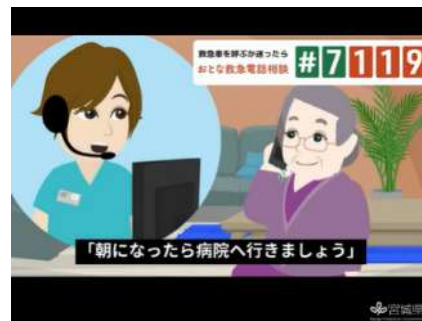 救急車を呼ぶか迷ったら
おとな救急電話相談
#7119
「朝になったら病院へ行きましょう」
宮城県